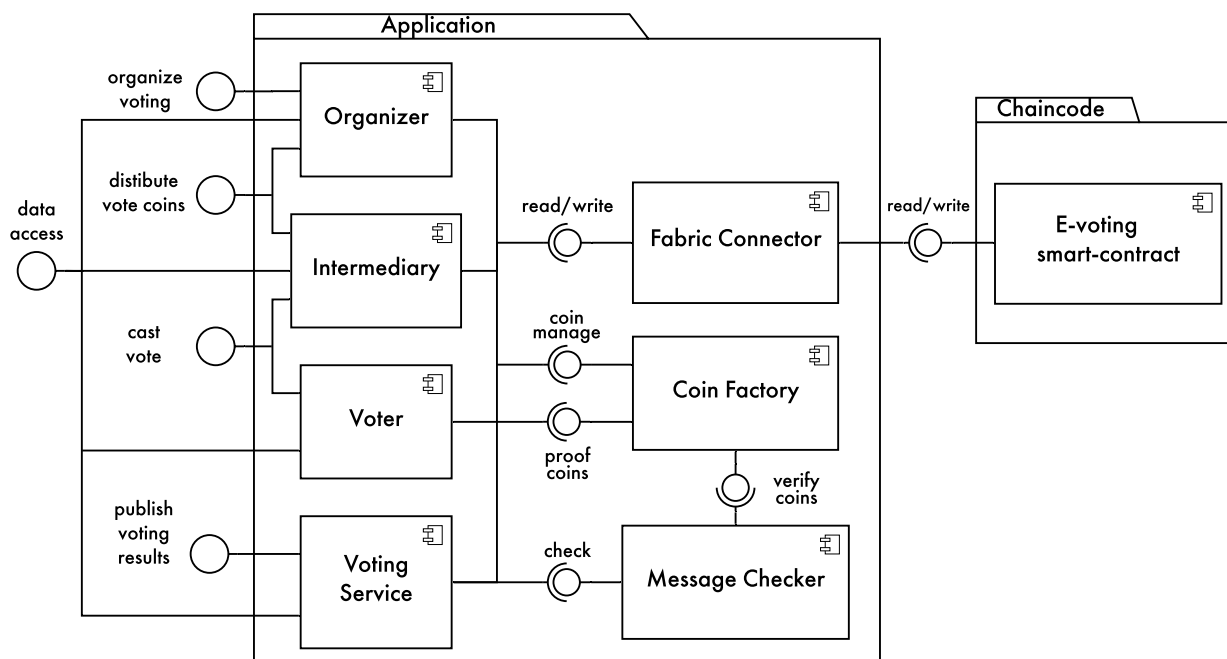 Application
organize
voting
Organizer
Chaincode
distibute
vote coins
data
access
read/write
Fabric Connector
read/write
E-voting
smart-contract
Intermediary
cast
vote
coin
manage
Coin Factory
Voter
proof
coins
verify
coins
publish
voting
results
Voting
Service
check
Message Checker